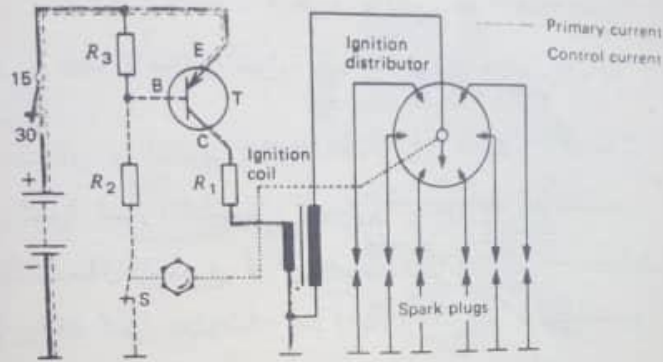 Primary current
Control current
Ignition
distributor
E
R3
B
T
15
30
C
Ignition
coil
+
R2
R1
-
S
Spark plugs